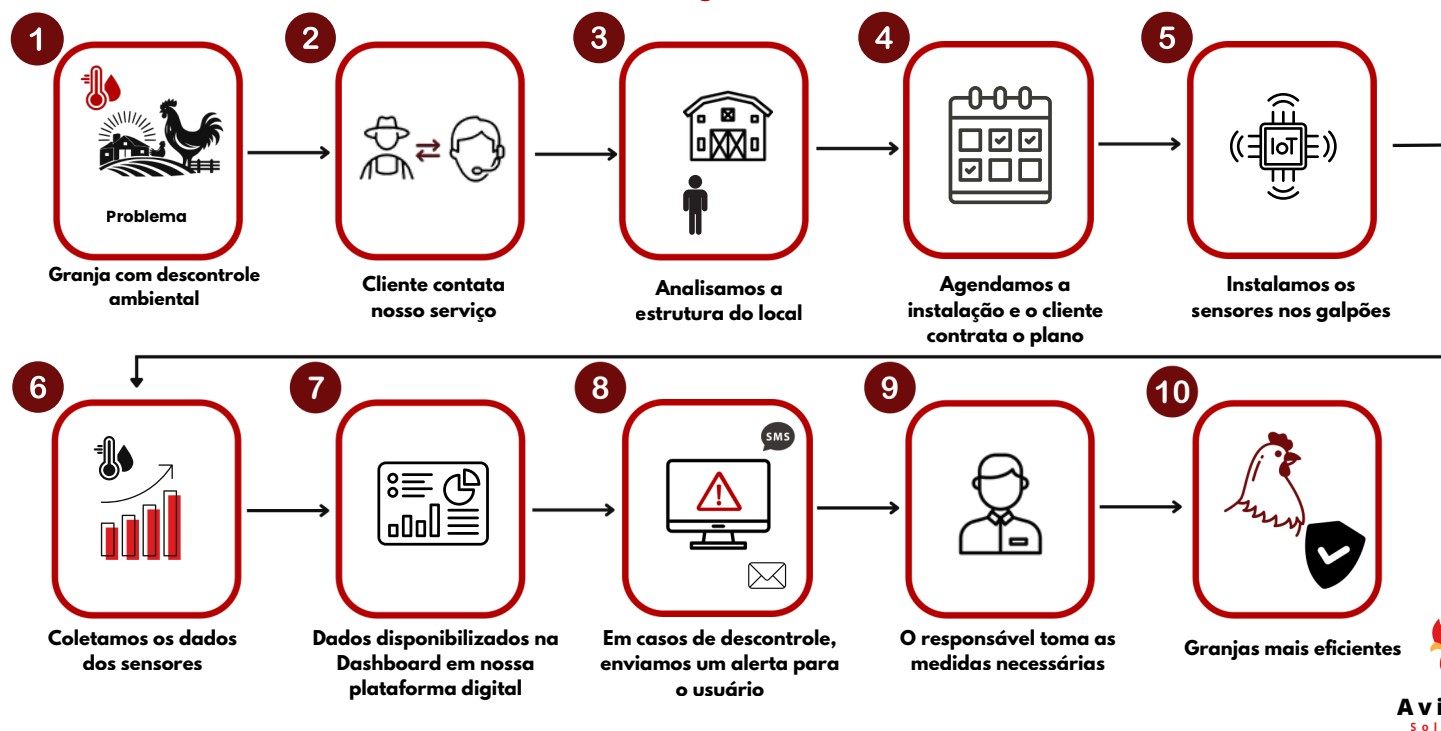 1
2
3
4
5
Problema
IoT
Granja com descontrole
ambiental
Cliente contata
nosso serviço
Analisamos a
estrutura do local
Agendamos a
instalação e o cliente
contrata o plano
Instalamos os
sensores nos galpões
6
7
8
9
10
SMS
Coletamos os dados
dos sensores
Dados disponibilizados na
Dashboard em nossa
plataforma digital
Em casos de descontrole,
enviamos um alerta para
o usuário
O responsável toma as
medidas necessárias
Granjas mais eficientes